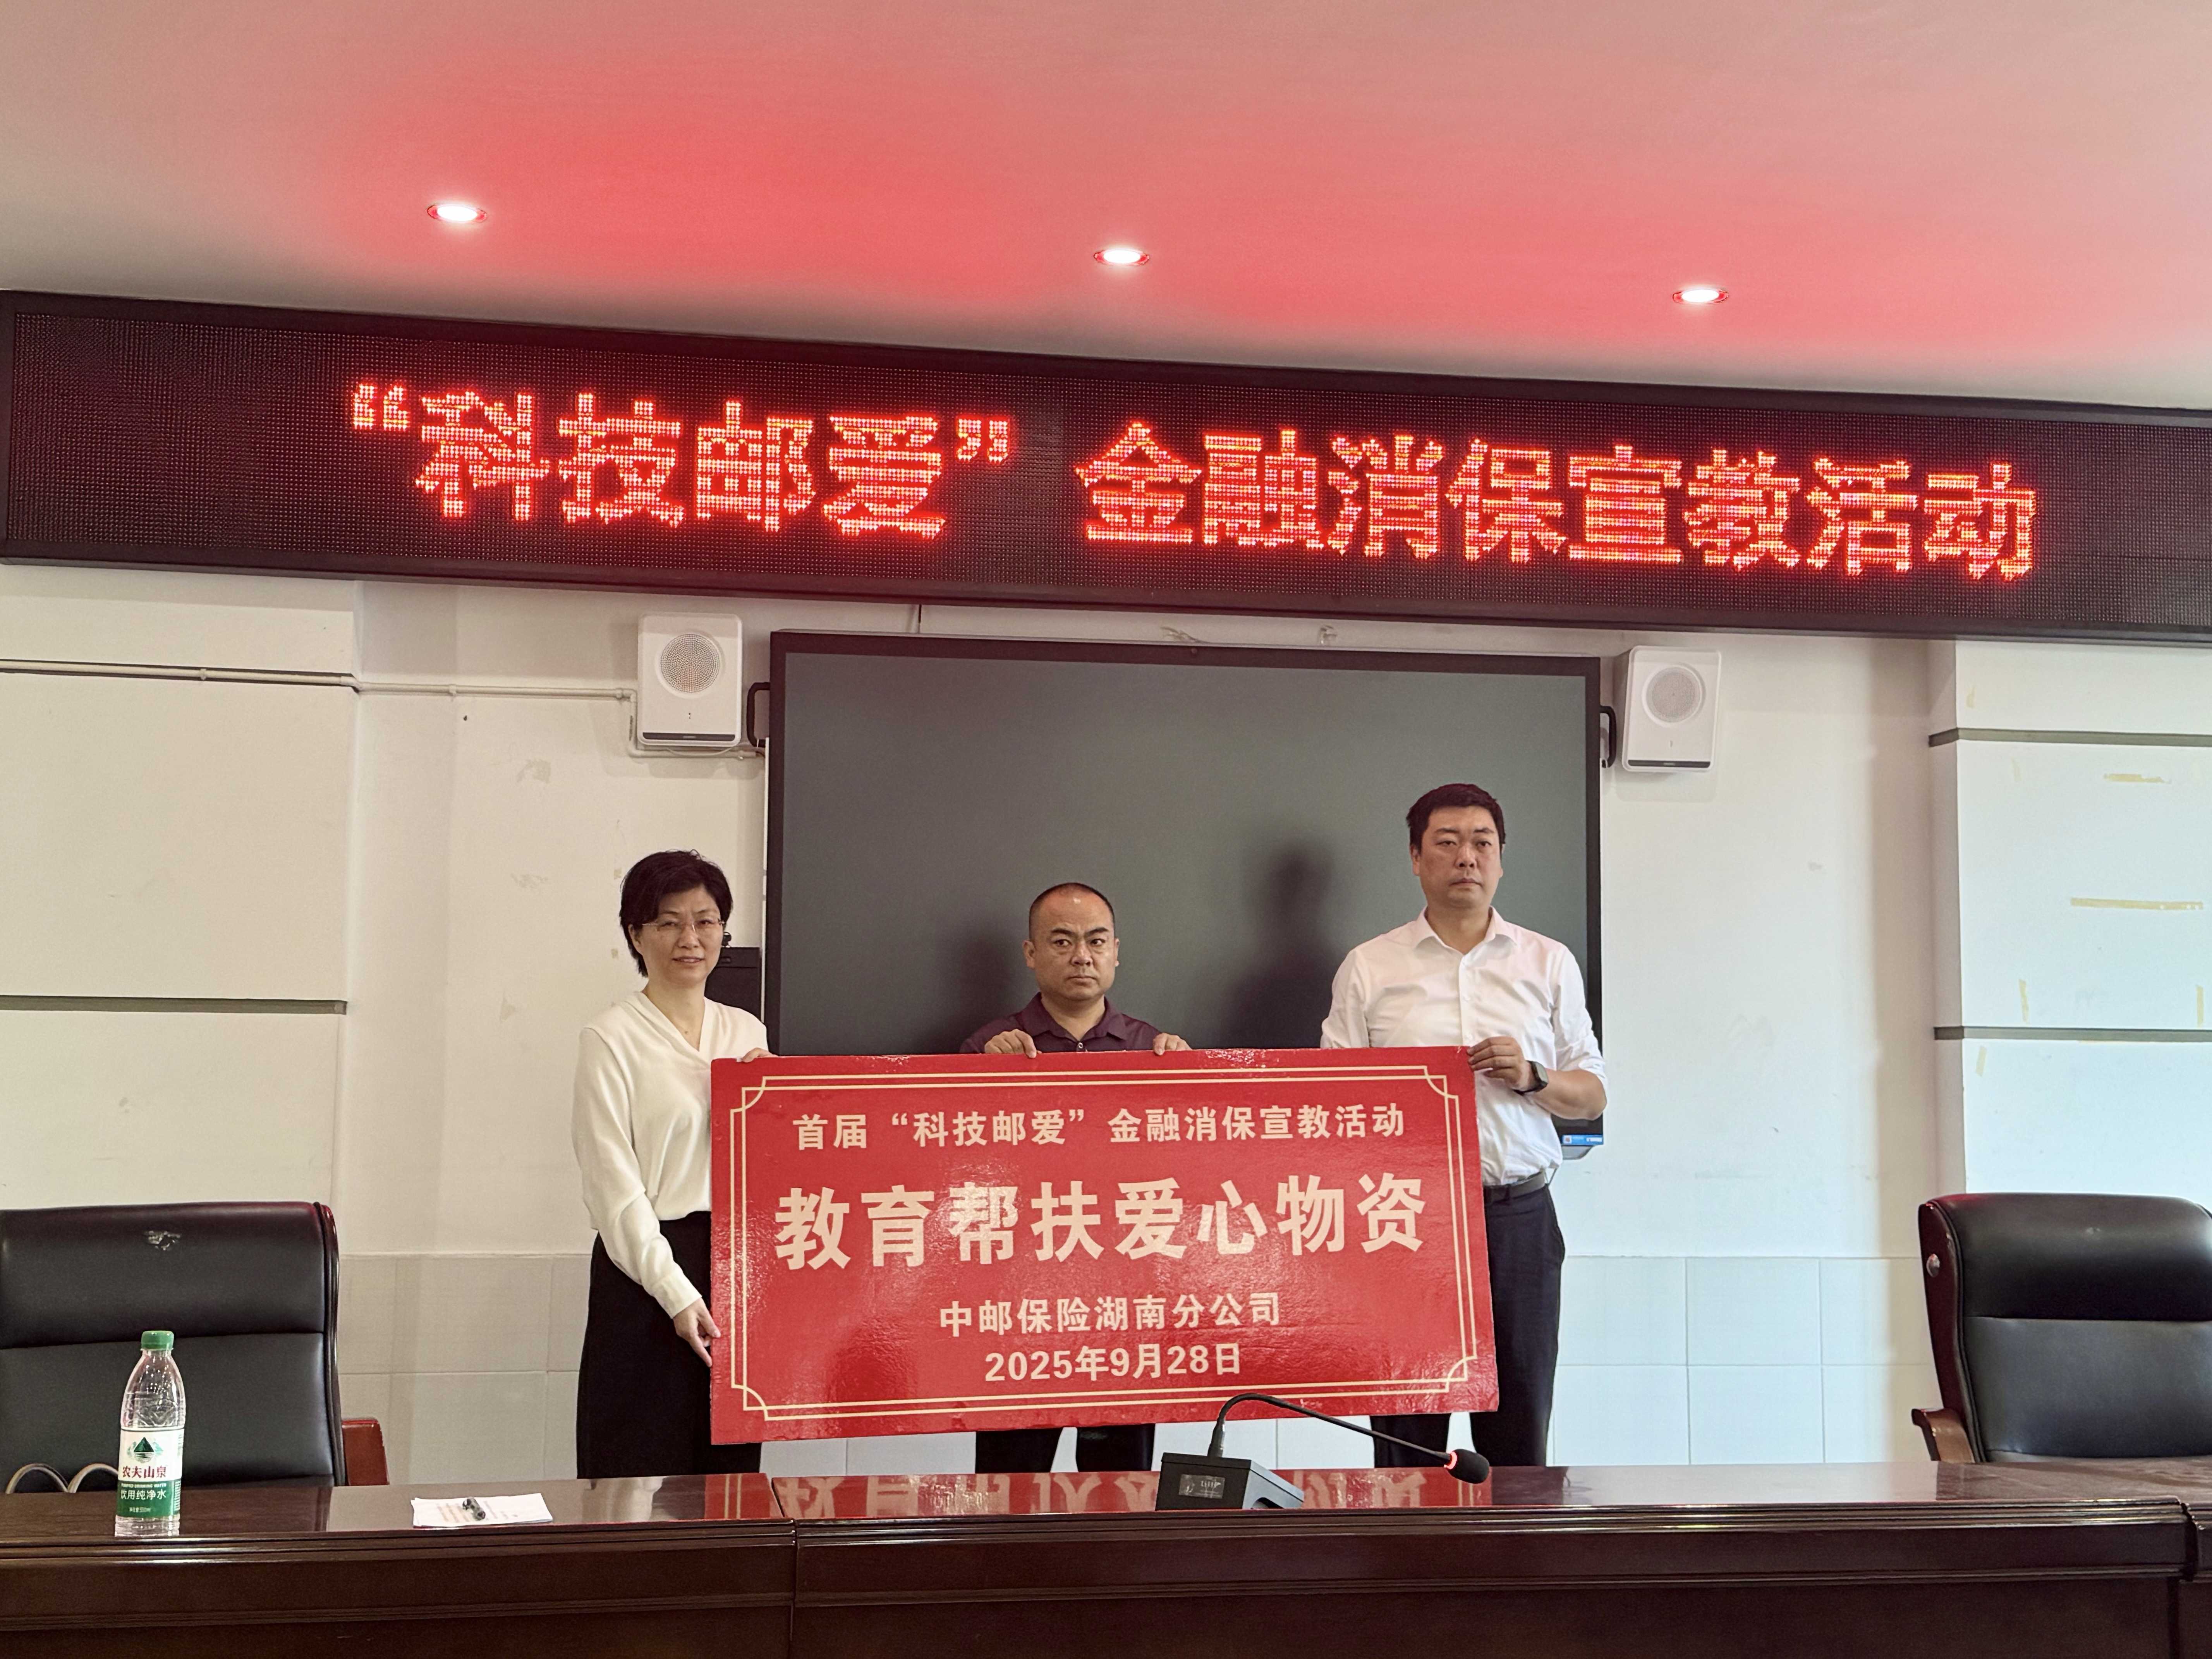 “科技邮爱”金融消保宣教活动
首届“科技邮爱”金融消保宣教活动
教育帮扶爱心物资
中邮保险湖南分公司
2025年9月28日
农夫山泉
饮用纯净水